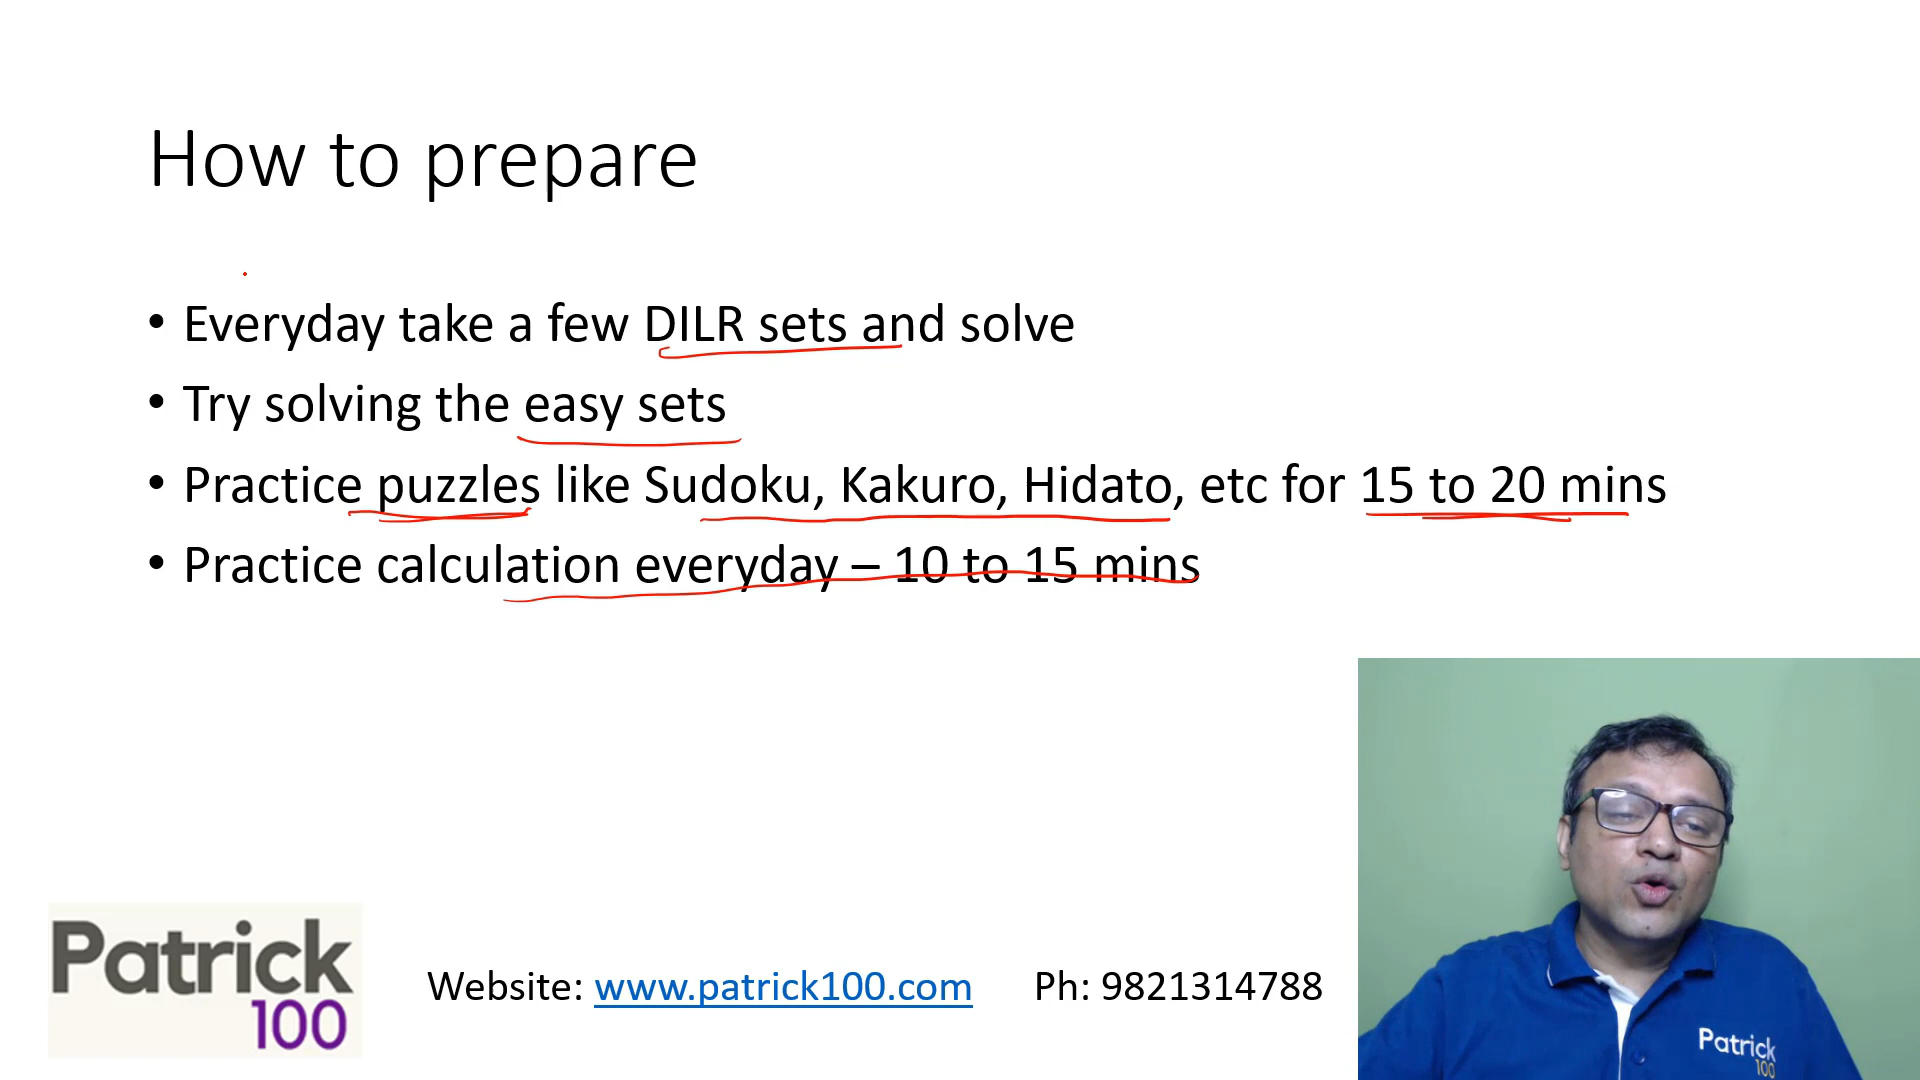 How to prepare
• Everyday take a few DILR sets and solve
• Try solving the easy sets
• Practice puzzles like Sudoku, Kakuro, Hidato, etc for 15 to 20 mins
• Practice calculation everyday – 10 to 15 mins
Patrick
100
Website: www.patrick100.com Ph: 9821314788
Patrick
100